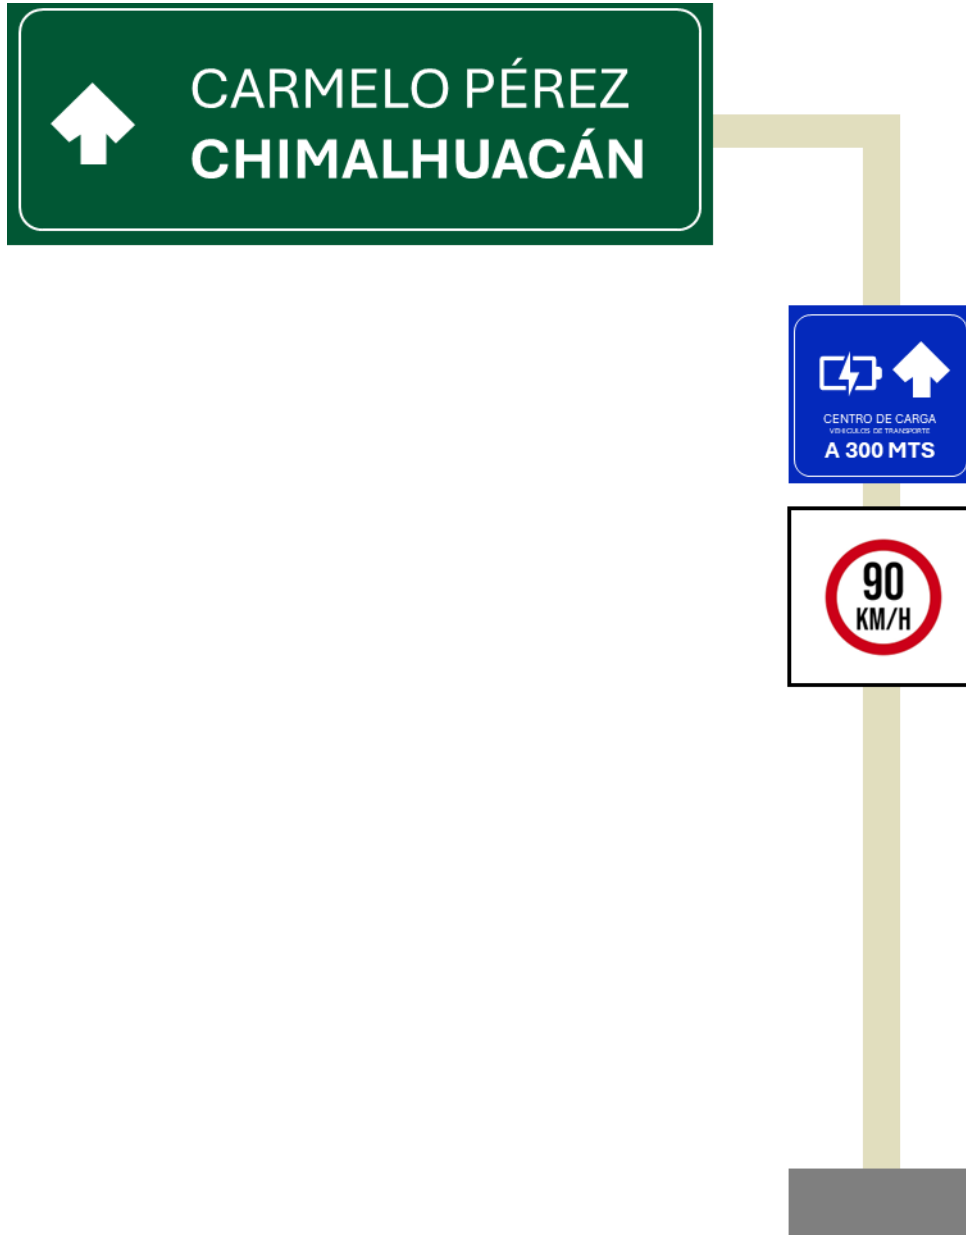 CARMELO PÉREZ
CHIMALHUACÁN
CENTRO DE CARGA
VEHICULOS DE TRANSPORTE
A 300 MTS
90
KM/H